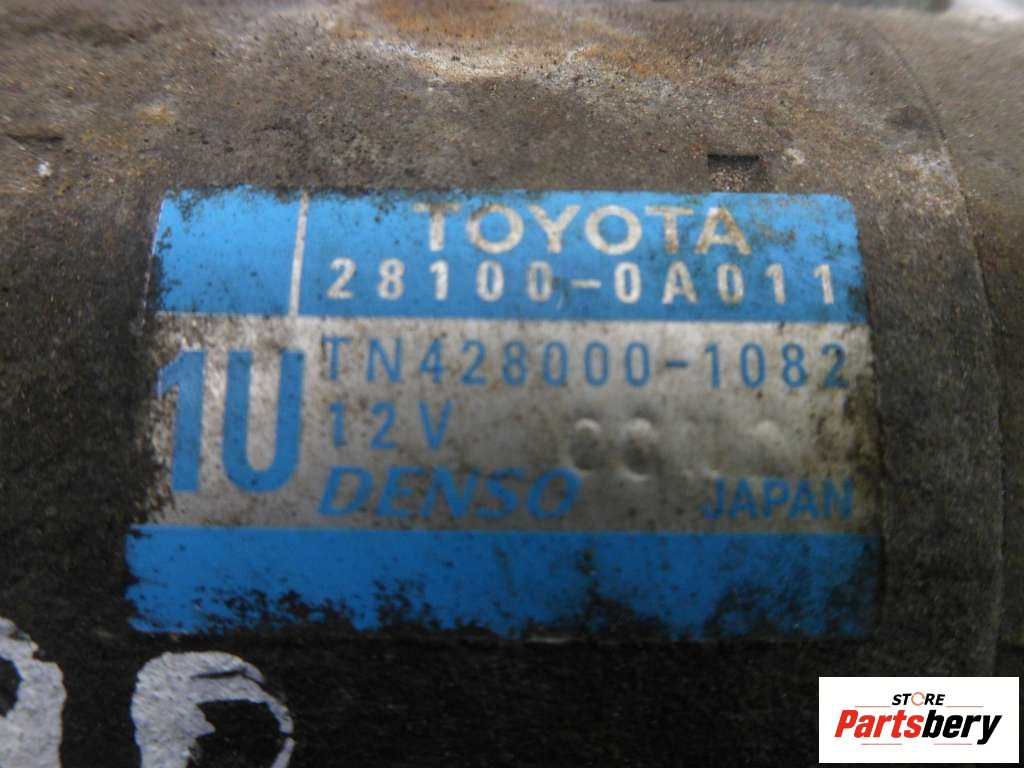 TOYOTA
28100-0A011
1U
TN428000-1082
12V
DENSO
JAPAN
STORE
Partsbery